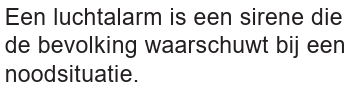 Een luchtalarm is een sirene die
de bevolking waarschuwt bij een
noodsituatie.